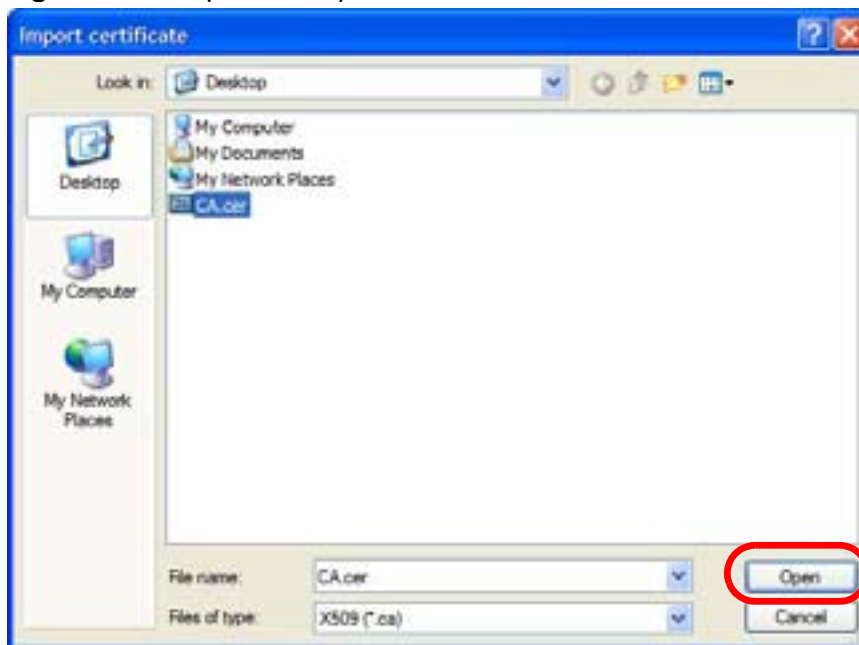 Import certificate
Look in: Desktop
Desktop
My Computer
My Network
Places
My Computer
My Documents
My Network Places
CA.cer
File name: CA.cer
Open
Files of type: X509 (*.ca)
Cancel